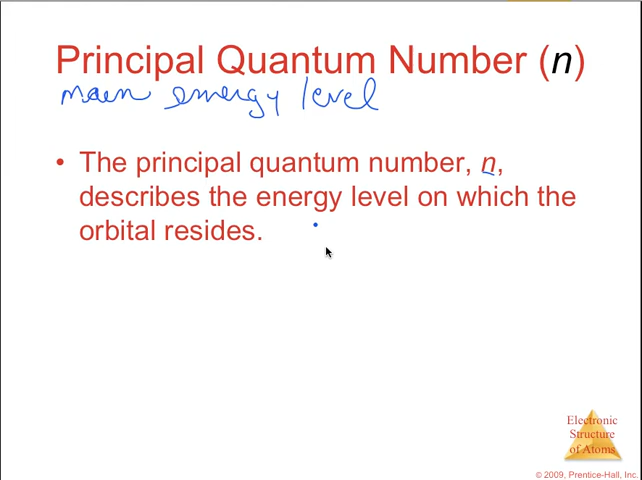 Principal Quantum Number (n)
main energy level
• The principal quantum number, n,
describes the energy level on which the
orbital resides.
Electronic
Structure
of Atoms
© 2009, Prentice-Hall, Inc.